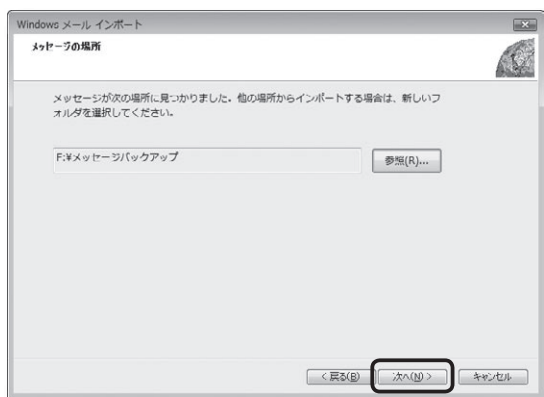 Windows メール インポート
メッセージの場所
メッセージが次の場所に見つかりました。他の場所からインポートする場合は、新しいフ
ォルダを選択してください。
F:¥メッセージバックアップ
参照(R)...
< 戻る(B)
次へ(N) >
キャンセル